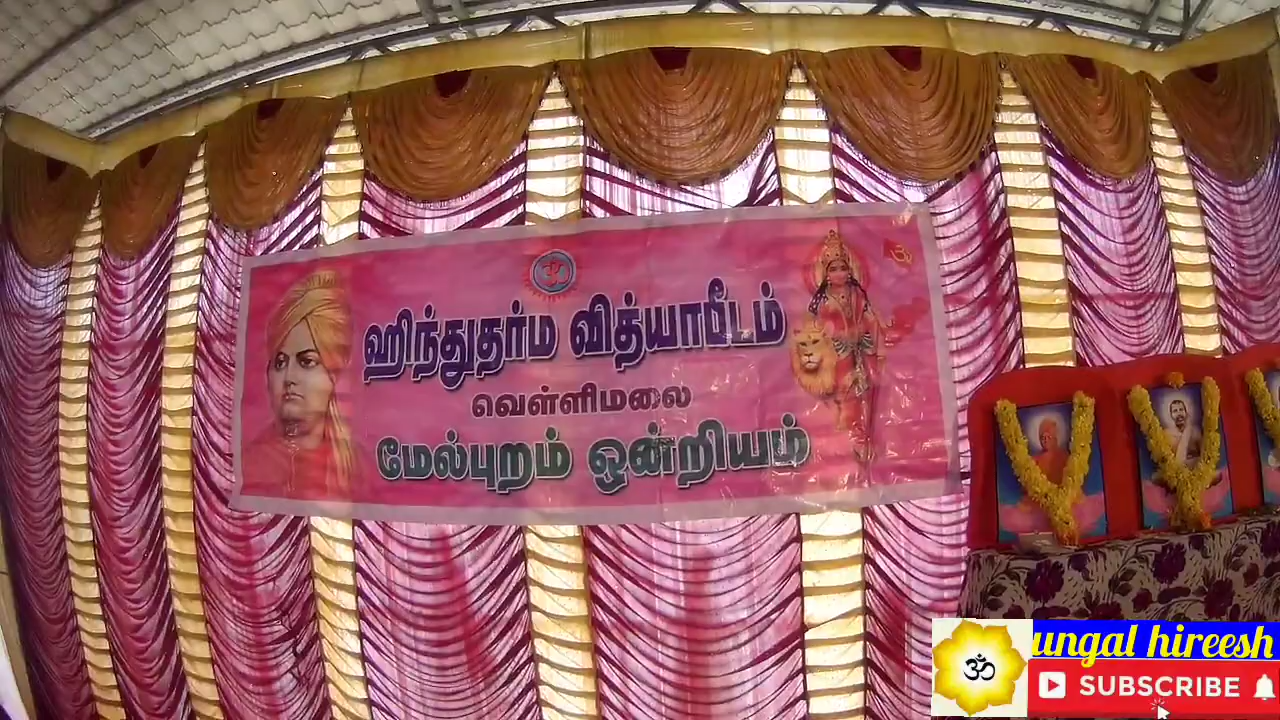 ஹிந்துதர்ம வித்யாபீடம்
வெள்ளிமலை
மேல்புறம் ஒன்றியம்
ungal hireesh
SUBSCRIBE